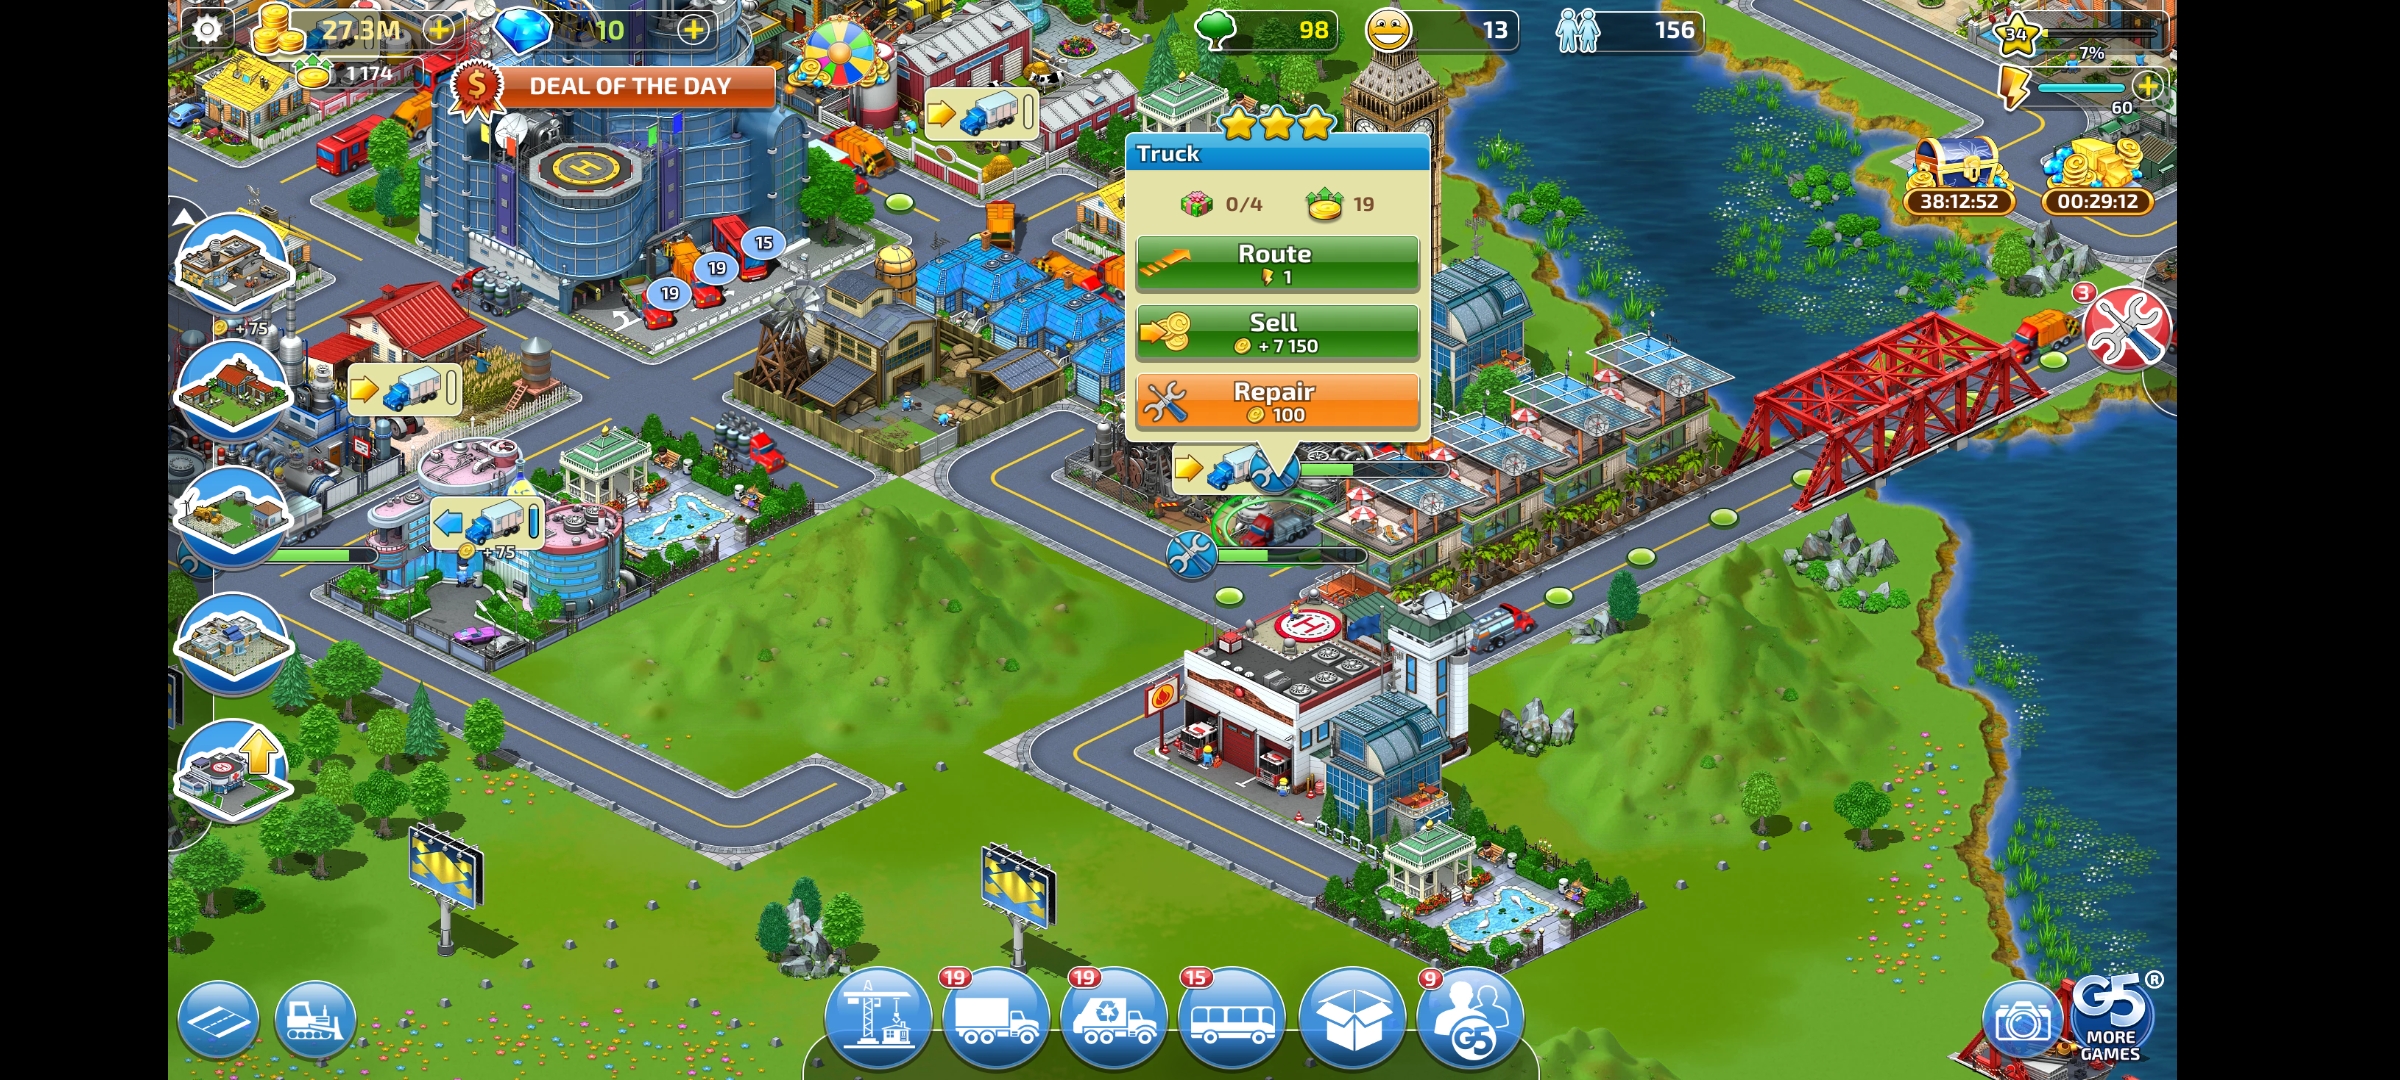 27.3M
10
98
13
156
34
7%
1 174
DEAL OF THE DAY
60
Truck
38:12:52
00:29:12
0/4
19
15
Route
1
19
19
3
Sell
+ 7 150
+ 75
Repair
100
+ 75
H
H
19
19
15
9
G5
G5®
MORE
GAMES